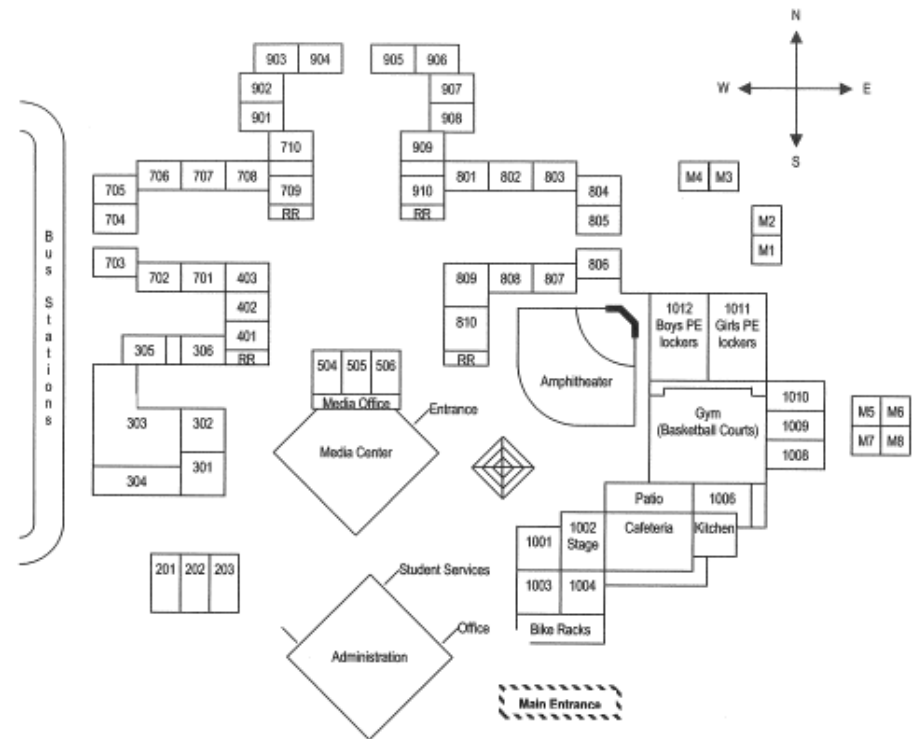 N
W
E
S
903
904
905
906
902
907
901
908
710
909
706
707
708
709
RR
705
704
910
RR
801
802
803
804
805
M4
M3
M2
M1
Bus Stations
703
702
701
403
402
401
RR
305
306
303
302
301
304
809
808
807
806
810
RR
504
505
506
Media Office
Entrance
Media Center
Amphitheater
1012
Boys PE
lockers
1011
Girls PE
lockers
Gym
(Basketball Courts)
1010
1009
1008
M5
M6
M7
M8
Patio
1006
1001
1002
Stage
Cafeteria
Kitchen
1003
1004
Bike Racks
201
202
203
Student Services
Office
Administration
Main Entrance